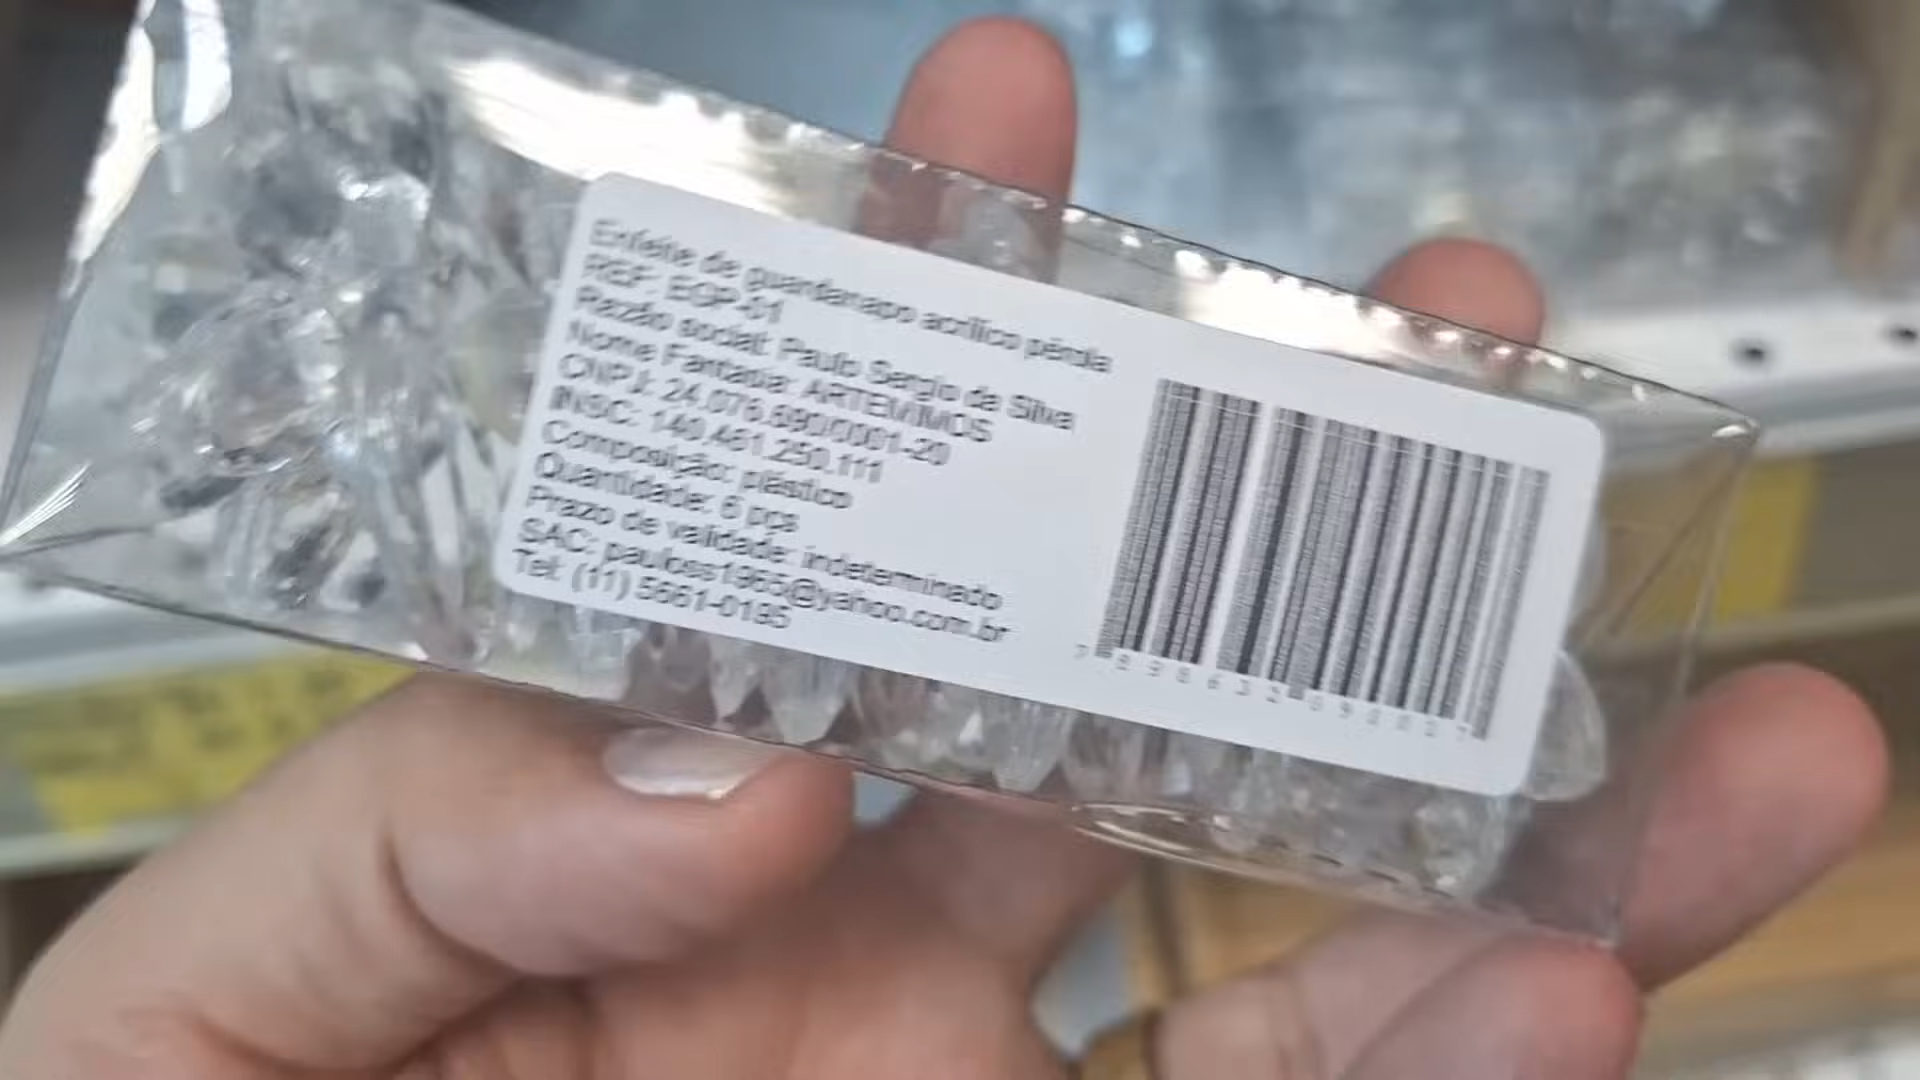 Enfeite de guardanapo acrílico pérola
REF: EGP-01
Razão social: Paulo Sergio da Silva
Nome Fantasia: ARTEMIMOS
CNPJ: 24.076.690/0001-20
INSC: 140.461.250.111
Composição: plástico
Quantidade: 6 pçs
Prazo de validade: indeterminado
SAC: pauloss1965@yahoo.com.br
Tel: (11) 5661-0195